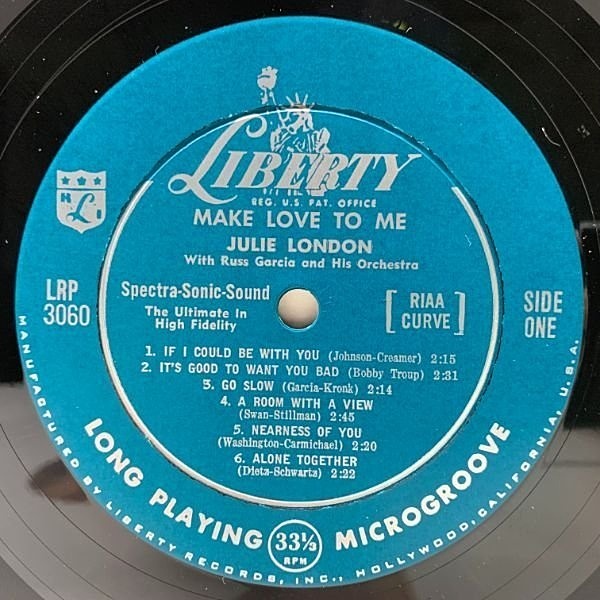 LIBERTY
REG. U.S. PAT. OFFICE
MAKE LOVE TO ME
JULIE LONDON
With Russ Garcia and His Orchestra
LRP
3060
Spectra-Sonic-Sound
The Ultimate In
High Fidelity
[RIAA
CURVE]
SIDE
ONE
1. IF I COULD BE WITH YOU (Johnson-Creamer) 2:15
2. IT'S GOOD TO WANT YOU BAD (Bobby Troup) 2:31
3. GO SLOW (Garcia-Kronk) 2:14
4. A ROOM WITH A VIEW
(Swan-Stillman) 2:45
5. NEARNESS OF YOU
(Washington-Carmichael) 2:20
6. ALONE TOGETHER
(Dietz-Schwartz) 2:22
LONG PLAYING 33⅓ RPM MICROGROOVE
MANUFACTURED BY LIBERTY RECORDS, INC., HOLLYWOOD, CALIFORNIA, U.S.A.